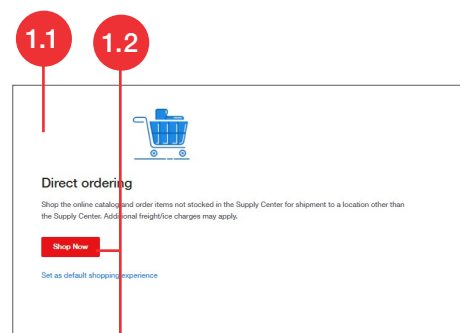 1.1
1.2
Direct ordering
Shop the online catalog and order items not stocked in the Supply Center for shipment to a location other than
the Supply Center. Additional freight/ice charges may apply.
Shop Now
Set as default shopping experience